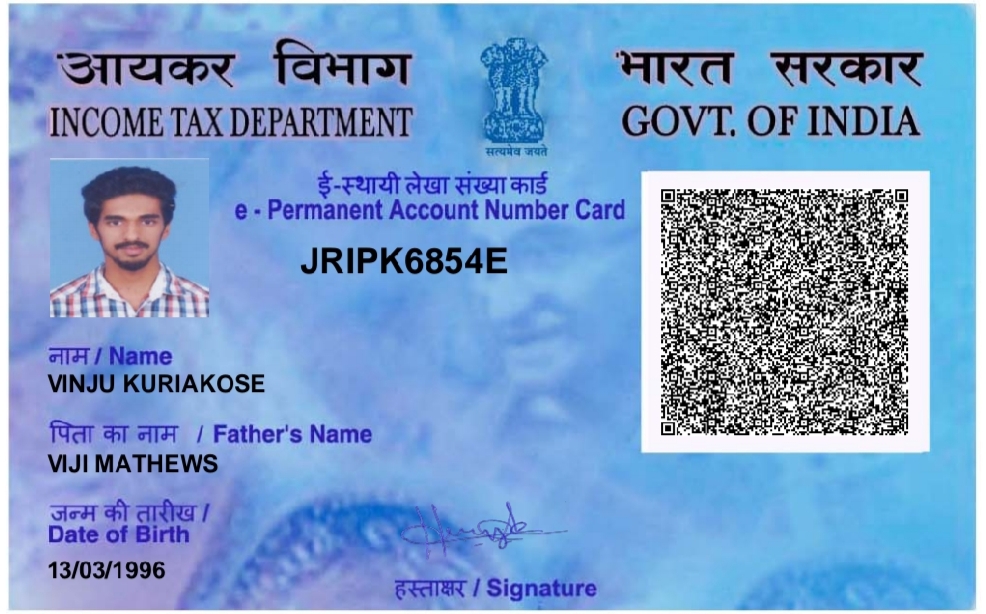 आयकर विभाग
INCOME TAX DEPARTMENT
सत्यमेव जयते
भारत सरकार
GOVT. OF INDIA
ई-स्थायी लेखा संख्या कार्ड
e - Permanent Account Number Card
JRIPK6854E
नाम / Name
VINJU KURIAKOSE
पिता का नाम / Father's Name
VIJI MATHEWS
जन्म की तारीख /
Date of Birth
13/03/1996
हस्ताक्षर / Signature